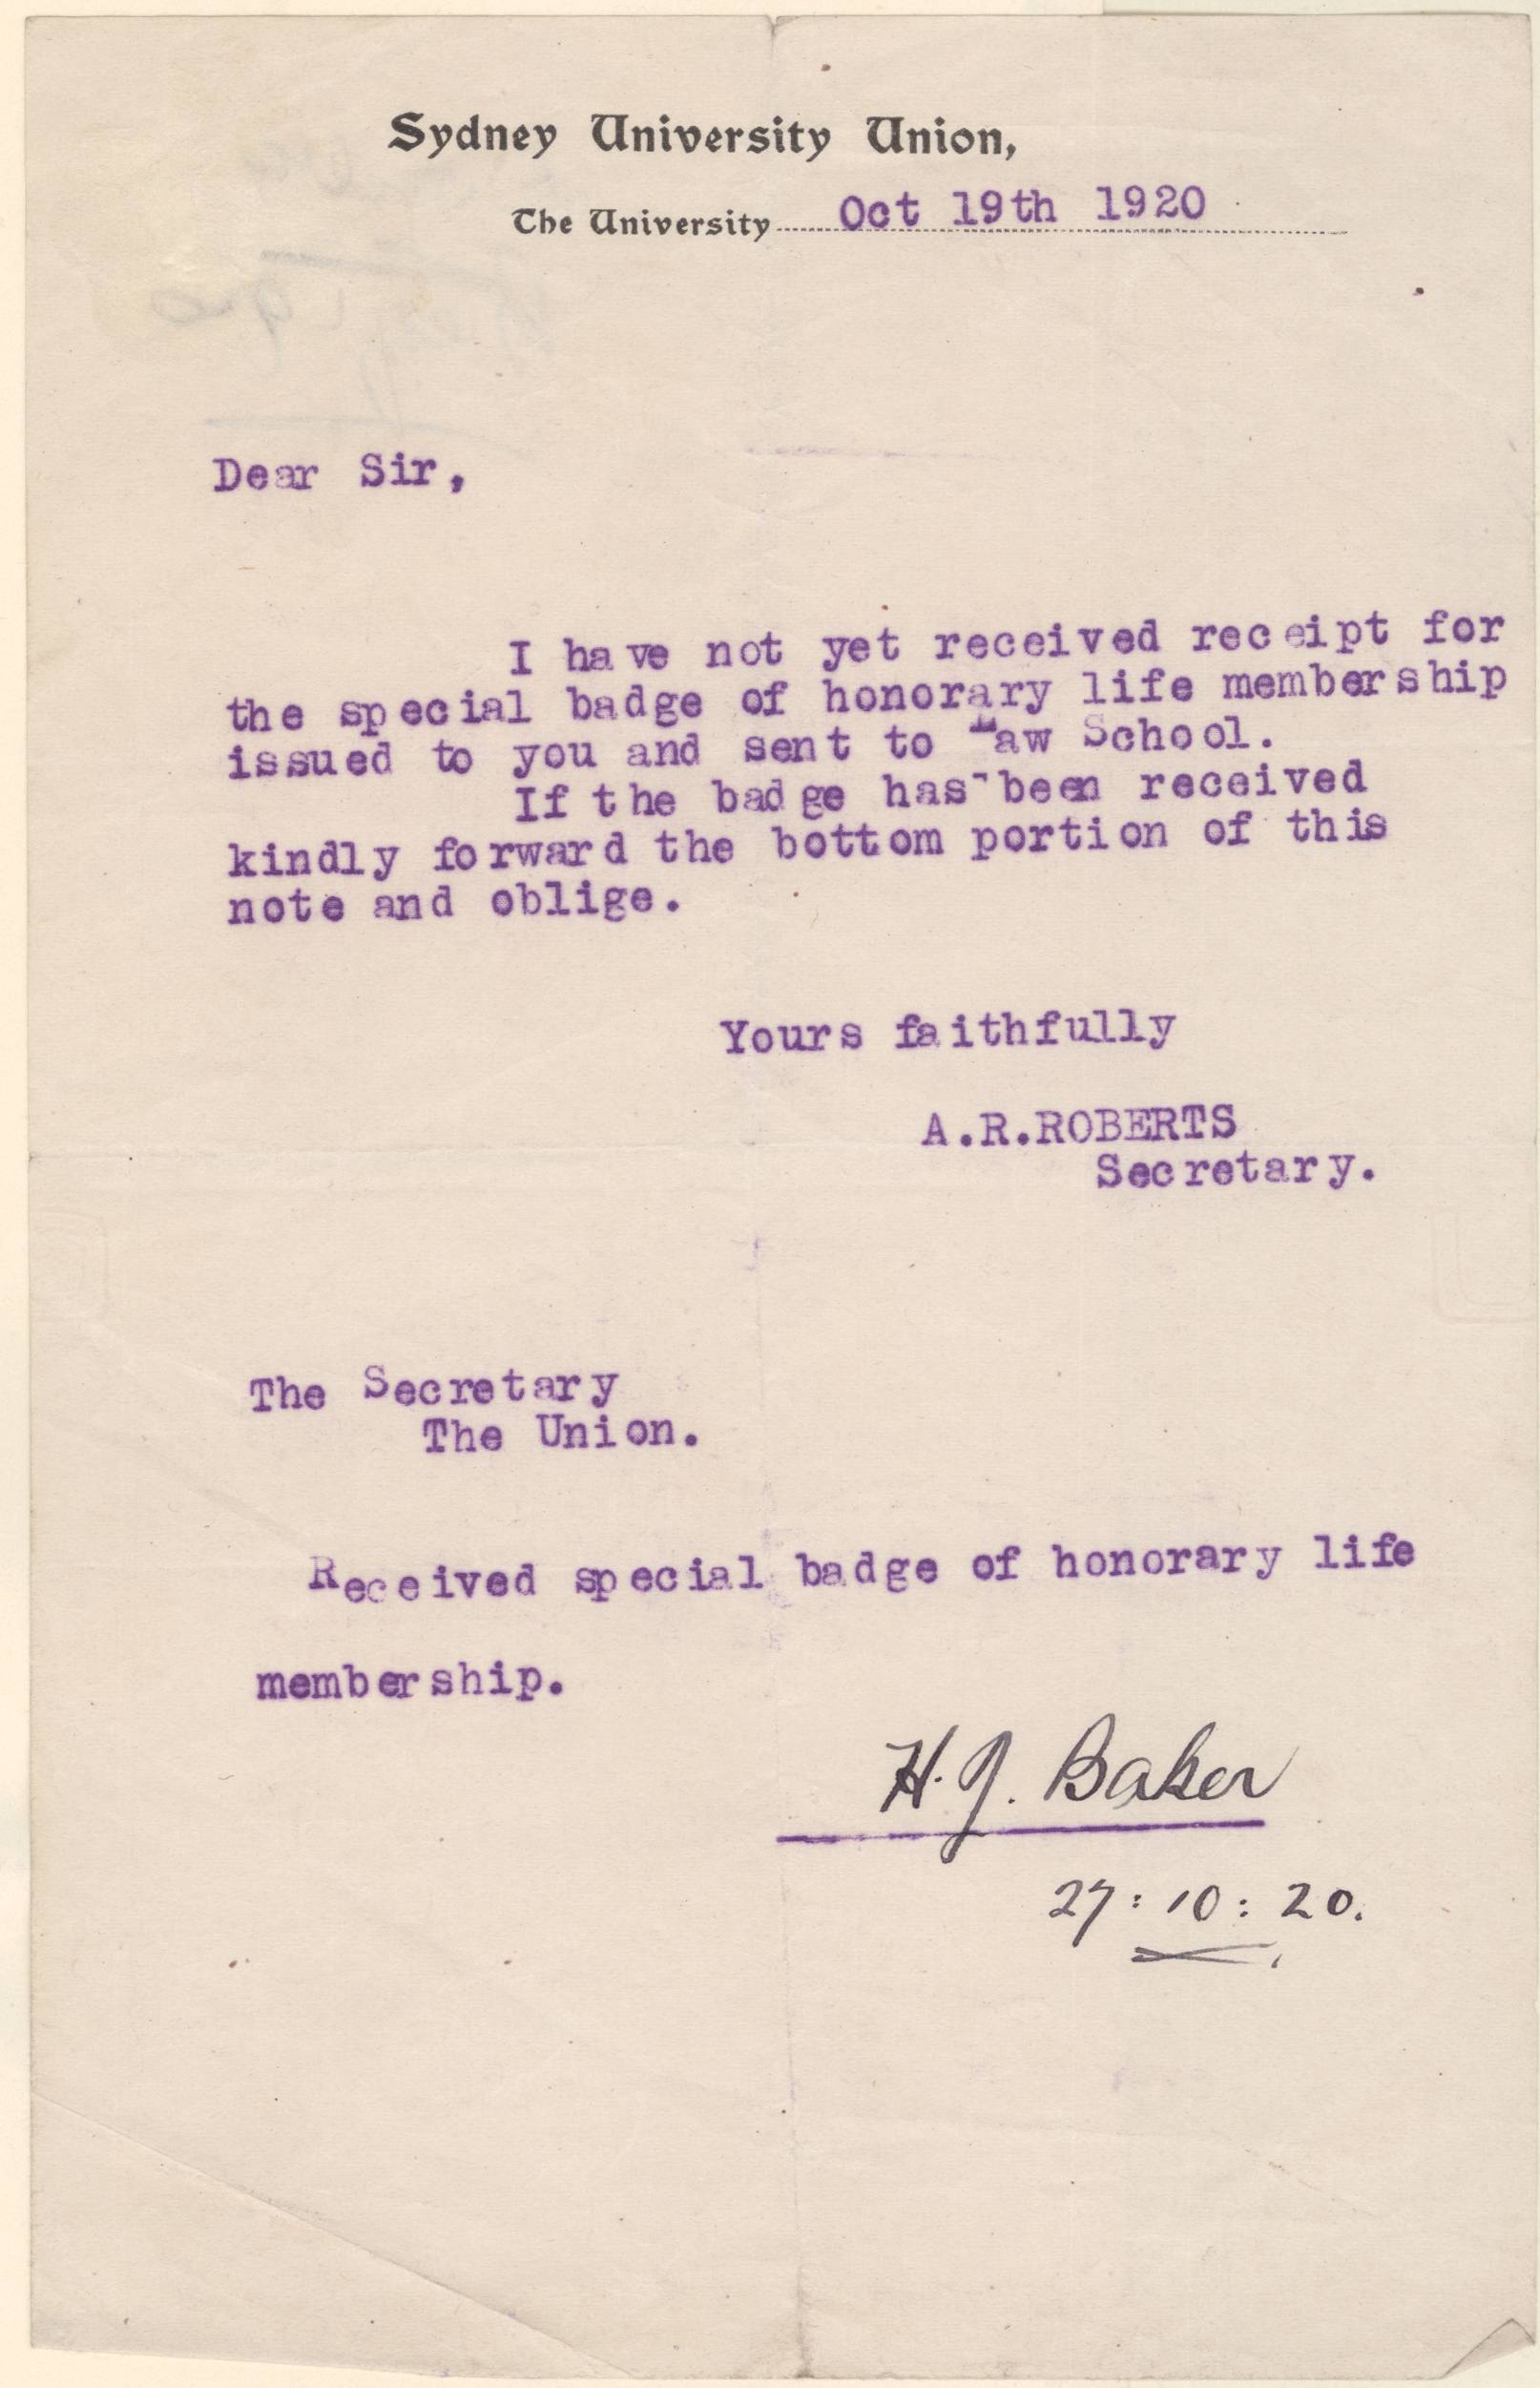 Sydney University Union,
The University Oct 19th 1920
Dear Sir,
I have not yet received receipt for
the special badge of honorary life membership
issued to you and sent to Law School.
If the badge has been received
kindly forward the bottom portion of this
note and oblige.
Yours faithfully
A.R.ROBERTS
Secretary.
The Secretary
The Union.
Received special badge of honorary life
membership.
H. J. Baker
27 : 10 : 20.